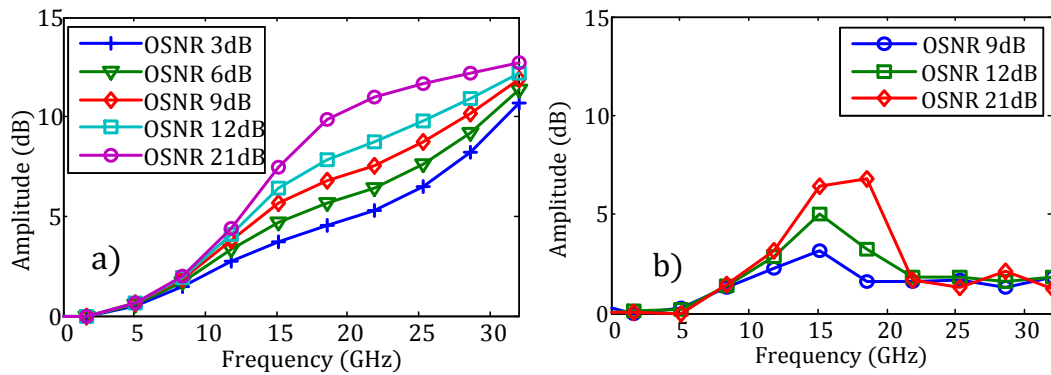 15
10
5
0
Amplitude (dB)
OSNR 3dB
OSNR 6dB
OSNR 9dB
OSNR 12dB
OSNR 21dB
a)
0 5 10 15 20 25 30
Frequency (GHz)
15
10
5
0
Amplitude (dB)
OSNR 9dB
OSNR 12dB
OSNR 21dB
b)
0 5 10 15 20 25 30
Frequency (GHz)